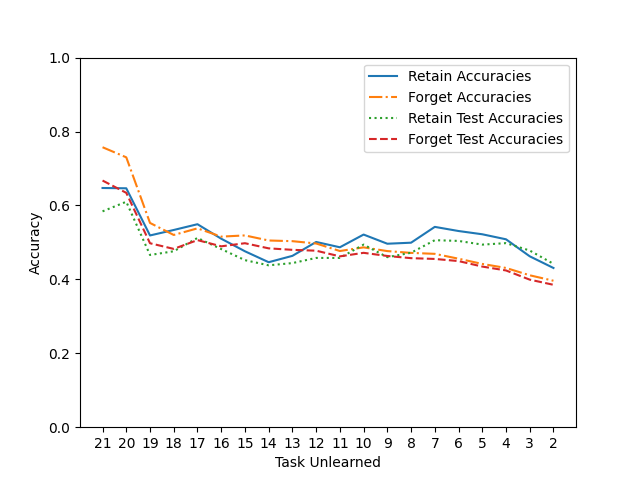 1.0
0.8
0.6
0.4
0.2
0.0
Accuracy
Retain Accuracies
Forget Accuracies
Retain Test Accuracies
Forget Test Accuracies
21 20 19 18 17 16 15 14 13 12 11 10 9 8 7 6 5 4 3 2
Task Unlearned